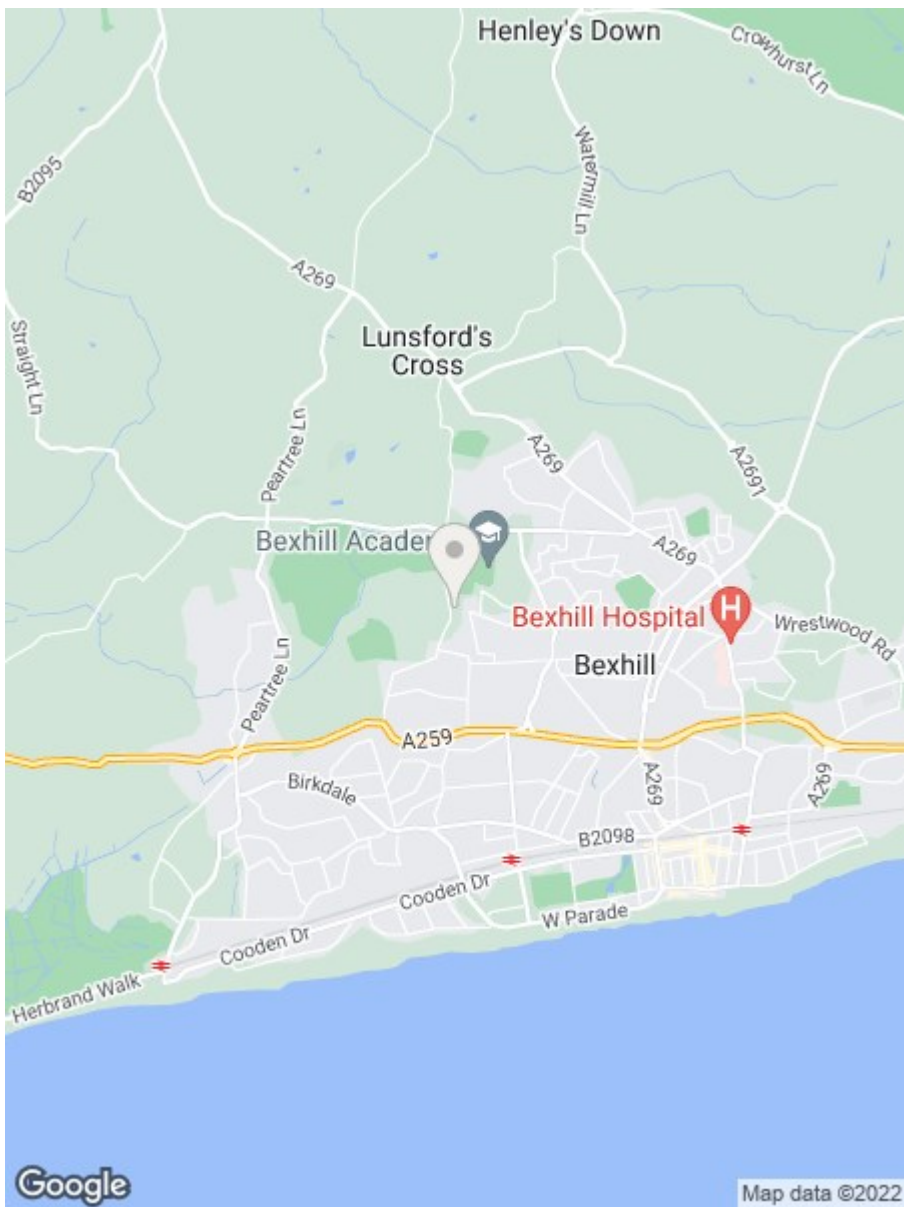 Henley's Down
Crowhurst Ln
B2095
Watermill Ln
A269
Straight Ln
Lunsford's
Cross
Peartree Ln
A269
A2691
Bexhill Acade
A269
Bexhill Hospital
H
Wrestwood Rd
Bexhill
Peartree Ln
A259
Birkdale
A269
A269
B2098
Cooden Dr
W Parade
Cooden Dr
Herbrand Walk
Google
Map data ©2022